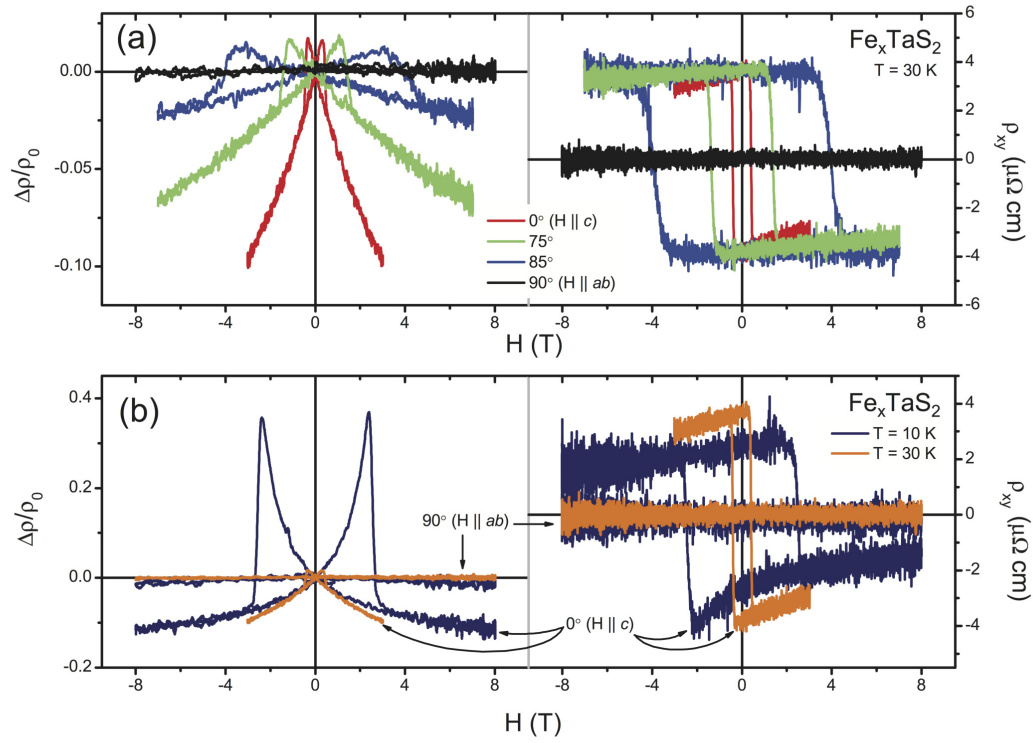 (a)
0.00
-0.05
-0.10
Δρ/ρ0
-8 -4 0 4 8
H (T)
0° (H || c)
75°
85°
90° (H || ab)
FexTaS2
T = 30 K
6
4
2
0
-2
-4
-6
ρxy (μΩ cm)
-8 -4 0 4 8
H (T)
(b)
0.4
0.2
0.0
-0.2
Δρ/ρ0
-8 -4 0 4 8
H (T)
90° (H || ab)
0° (H || c)
FexTaS2
T = 10 K
T = 30 K
4
2
0
-2
-4
ρxy (μΩ cm)
-4 0 4 8
H (T)